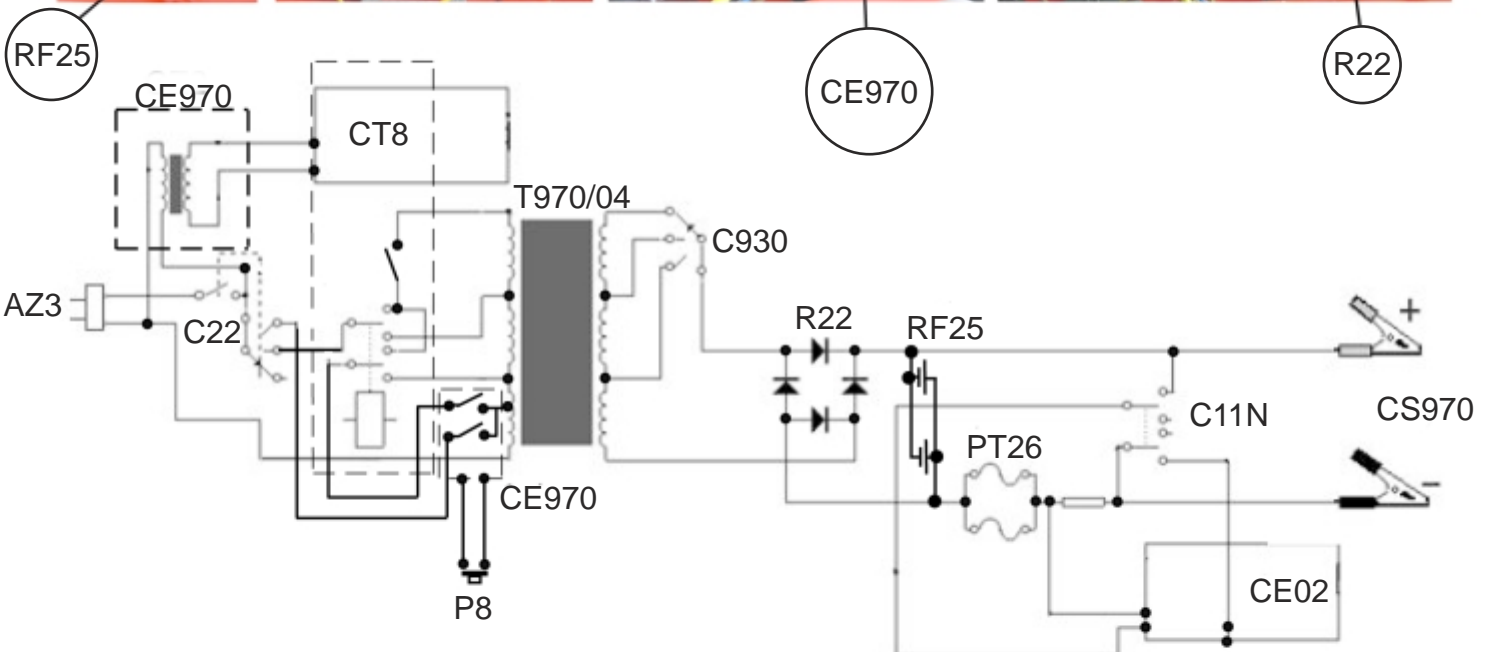 RF25
CE970
R22
CE970
CT8
T970/04
C930
AZ3
C22
R22
RF25
+
C11N
CS970
PT26
–
CE970
CE02
P8